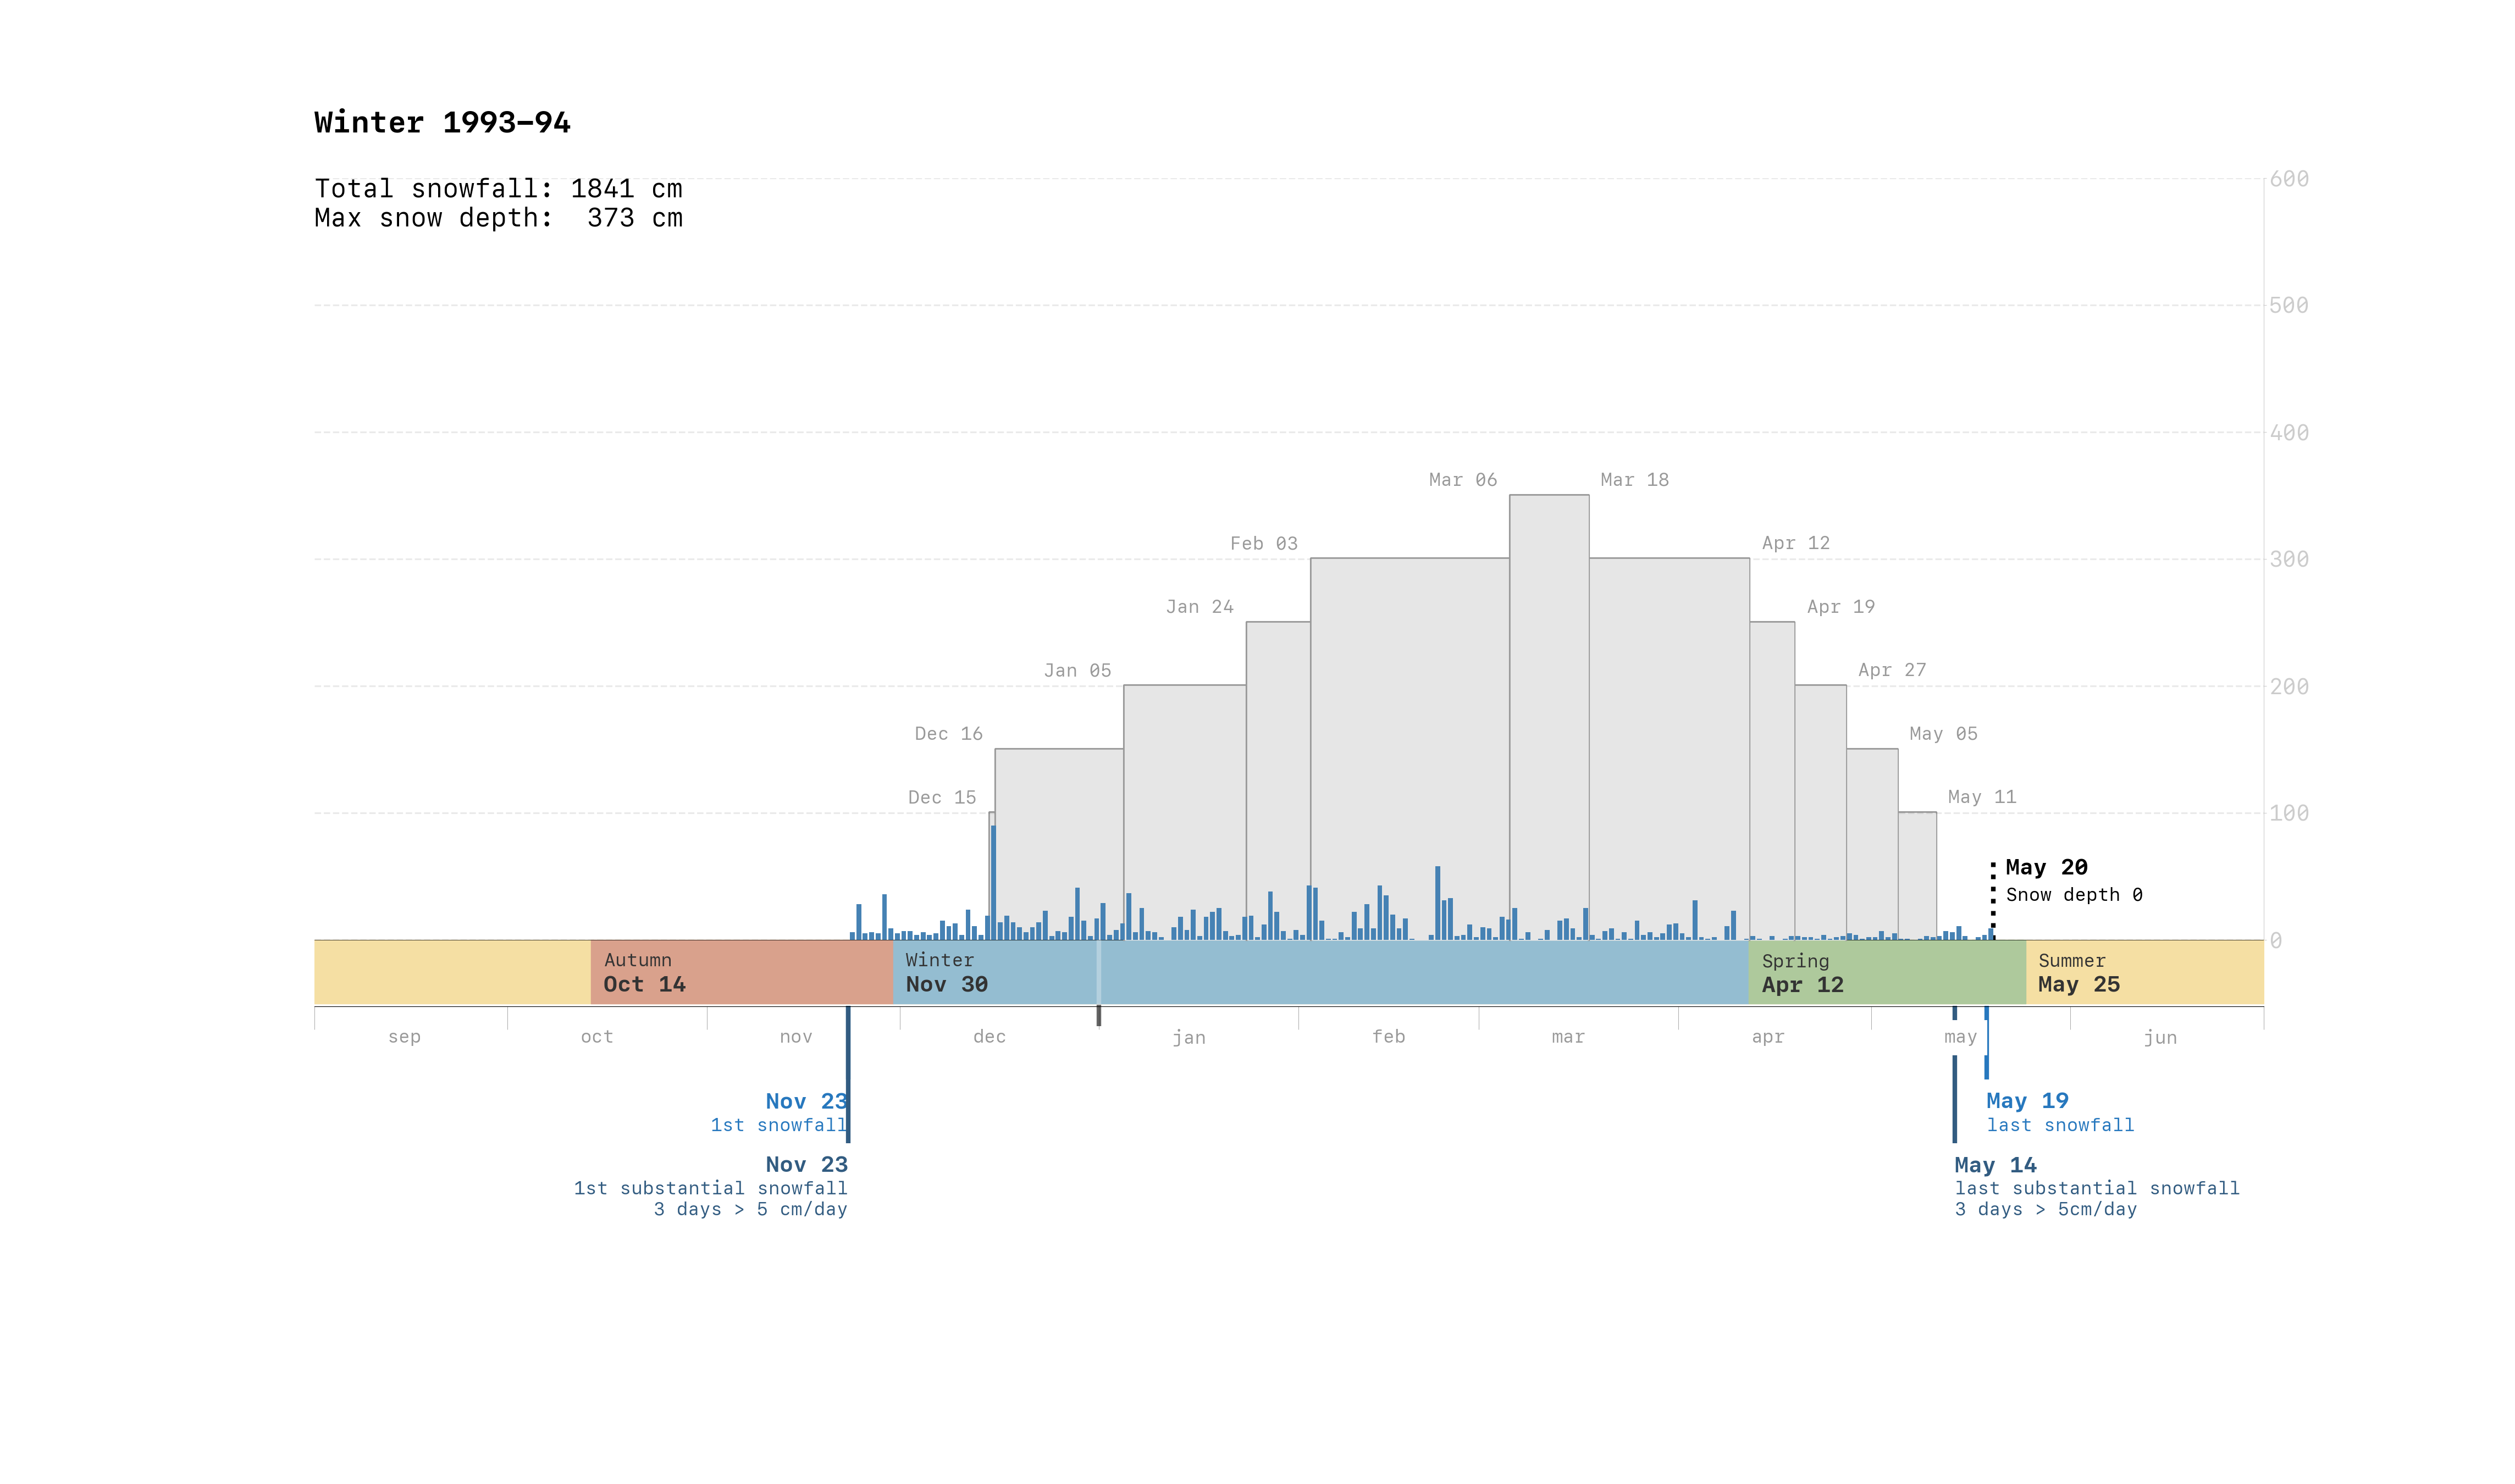 Winter 1993–94
Total snowfall: 1841 cm
Max snow depth: 373 cm
600
500
400
Mar 06
Mar 18
Feb 03
Apr 12
300
Jan 24
Apr 19
Jan 05
Apr 27
200
Dec 16
May 05
Dec 15
May 11
100
May 20
Snow depth 0
0
Autumn
Oct 14
Winter
Nov 30
Spring
Apr 12
Summer
May 25
sep oct nov dec jan feb mar apr may jun
Nov 23
1st snowfall
May 19
last snowfall
Nov 23
1st substantial snowfall
3 days > 5 cm/day
May 14
last substantial snowfall
3 days > 5cm/day